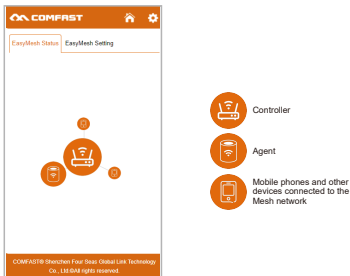 COMFAST
EasyMesh Status EasyMesh Setting
Controller
Agent
Mobile phones and other
devices connected to the
Mesh network
COMFAST® Shenzhen Four Seas Global Link Technology
Co., Ltd.©All rights reserved.